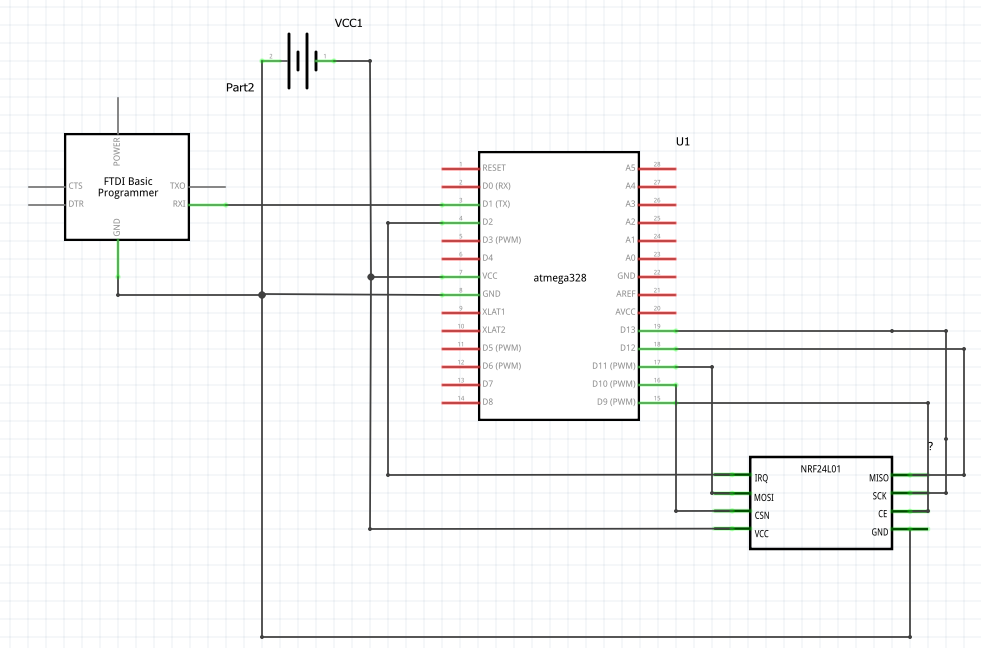 VCC1
2
1
Part2
U1
POWER
FTDI Basic
Programmer
CTS
DTR
TXO
RXI
GND
atmega328
1 RESET
2 D0 (RX)
3 D1 (TX)
4 D2
5 D3 (PWM)
6 D4
7 VCC
8 GND
9 XLAT1
10 XLAT2
11 D5 (PWM)
12 D6 (PWM)
13 D7
14 D8
A5 28
A4 27
A3 26
A2 25
A1 24
A0 23
GND 22
AREF 21
AVCC 20
D13 19
D12 18
D11 (PWM) 17
D10 (PWM) 16
D9 (PWM) 15
?
NRF24L01
IRQ
MOSI
CSN
VCC
MISO
SCK
CE
GND